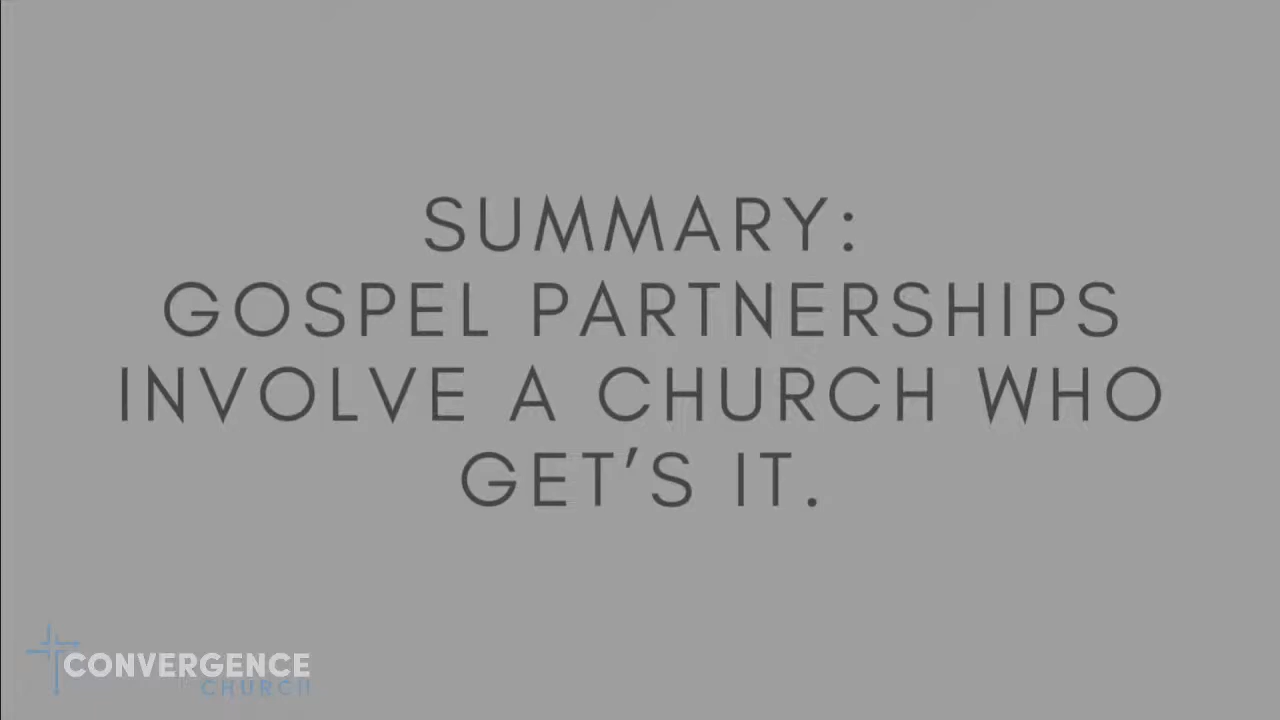 SUMMARY:
GOSPEL PARTNERSHIPS
INVOLVE A CHURCH WHO
GET’S IT.
CONVERGENCE
CHURCH